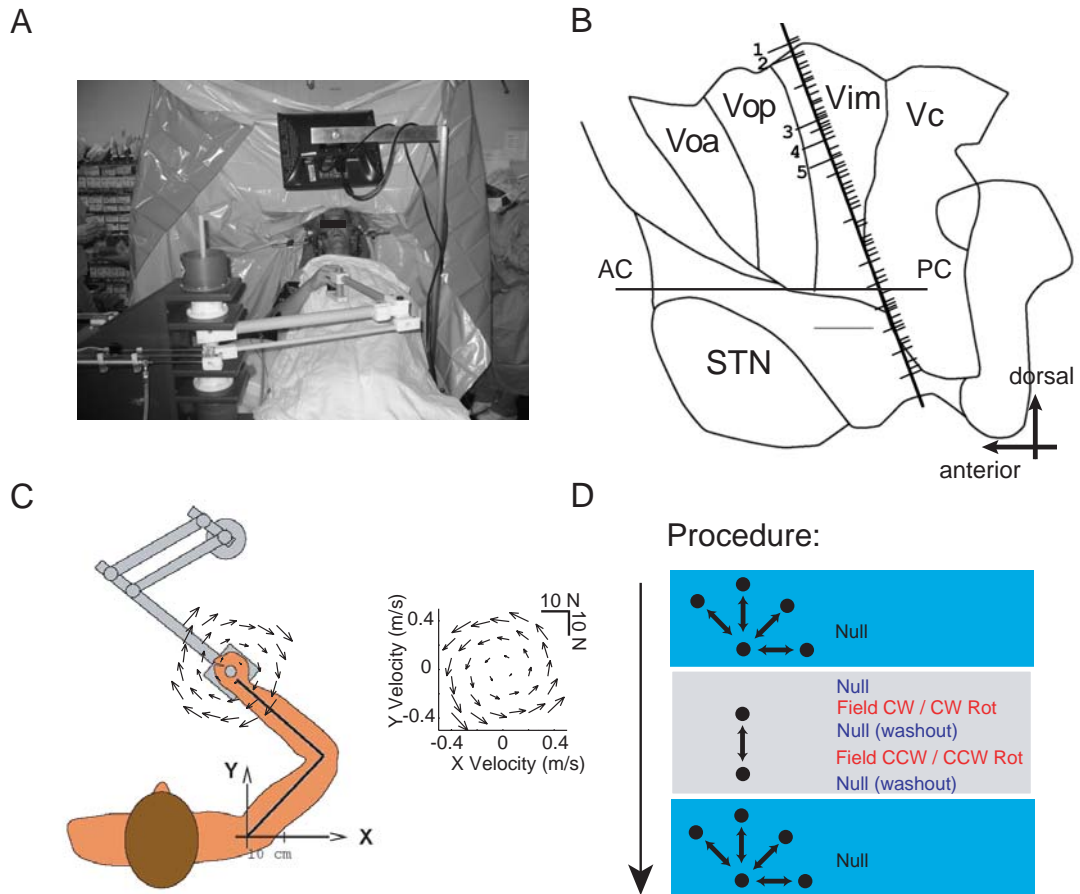 A
B
1
2
3
4
5
Voa
Vop
Vim
Vc
AC
PC
STN
dorsal
anterior
C
Y
X
10 cm
10 N
10 N
Y Velocity (m/s)
0.4
0
-0.4
-0.4
0
0.4
X Velocity (m/s)
D
Procedure:
Null
Null
Field CW / CW Rot
Null (washout)
Field CCW / CCW Rot
Null (washout)
Null